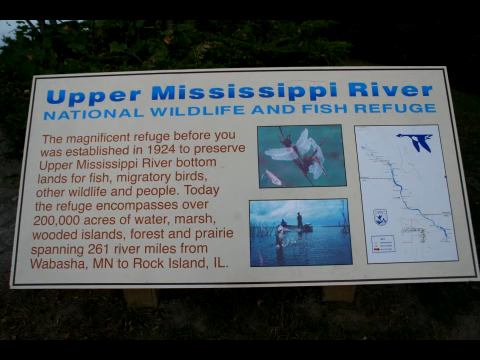 Upper Mississippi River
NATIONAL WILDLIFE AND FISH REFUGE
The magnificent refuge before you
was established in 1924 to preserve
Upper Mississippi River bottom
lands for fish, migratory birds,
other wildlife and people. Today
the refuge encompasses over
200,000 acres of water, marsh,
wooded islands, forest and prairie
spanning 261 river miles from
Wabasha, MN to Rock Island, IL.